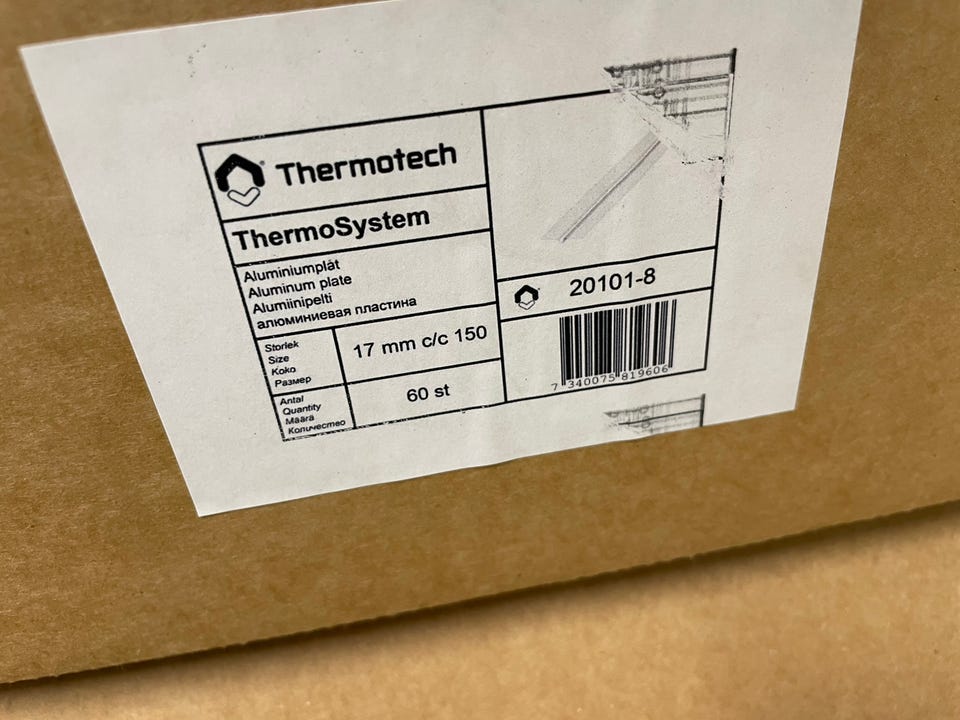 Thermotech
ThermoSystem
Aluminiumplåt
Aluminum plate
Alumiinipelti
алюминиевая пластина
Storlek
Size
Koko
Размер
17 mm c/c 150
Antal
Quantity
Määrä
Количество
60 st
20101-8
7 340075 819606